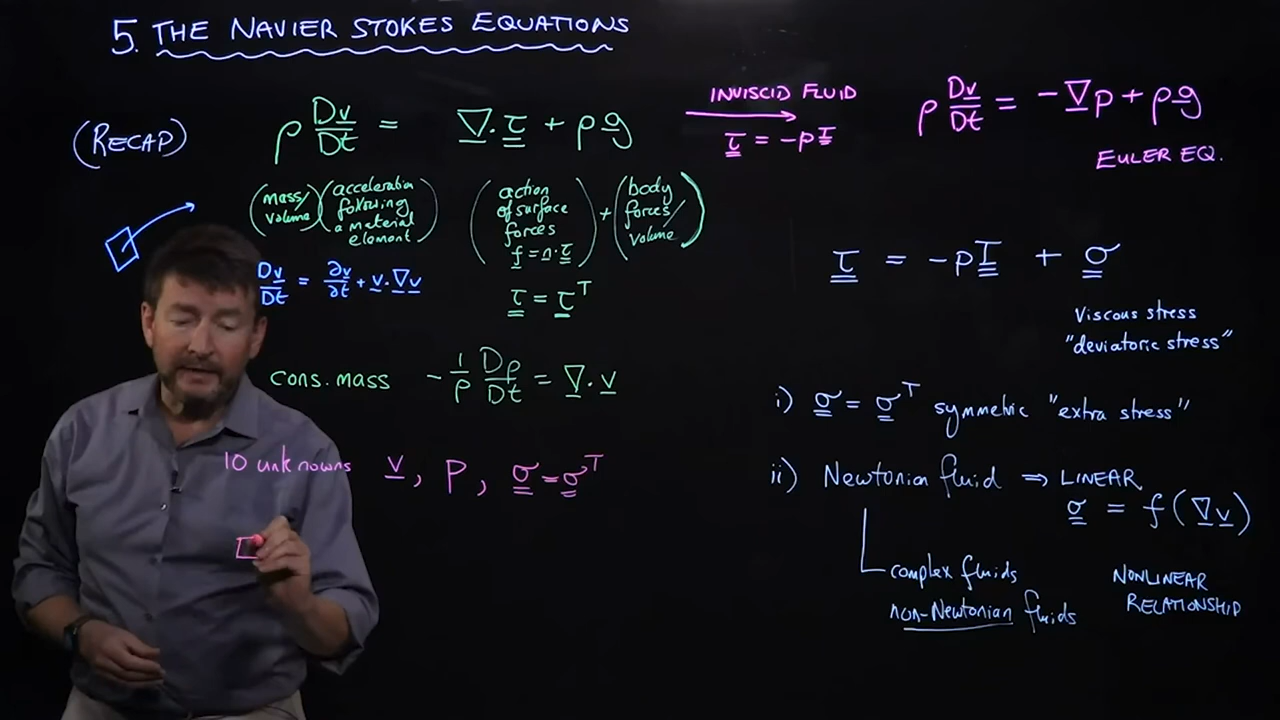 5. THE NAVIER STOKES EQUATIONS
(RECAP)
ρ Dv/Dt = ∇·τ + ρg
(mass/volume)(acceleration following a material element) (action of surface forces f = n·τ) + (body forces/volume)
Dv/Dt = ∂v/∂t + v·∇v
τ = τᵀ
cons. mass -1/ρ Dρ/Dt = ∇·v
10 unknowns v, p, σ=σᵀ
INVISCID FLUID
τ = -pI
ρ Dv/Dt = -∇p + ρg
EULER EQ.
τ = -pI + σ
Viscous stress
"deviatoric stress"
i) σ = σᵀ symmetric "extra stress"
ii) Newtonian fluid ⇒ LINEAR
σ = f(∇v)
complex fluids
non-Newtonian fluids
NONLINEAR
RELATIONSHIP